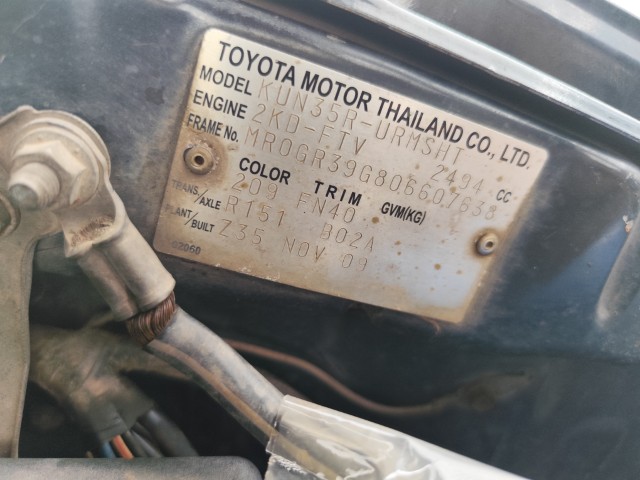 TOYOTA MOTOR THAILAND CO., LTD.
MODEL KUN35R-URMSHT
ENGINE 2KD-FTV 2494 CC
FRAME No. MR0GR39G806607638
COLOR TRIM GVM(KG)
209 FN40
TRANS/AXLE R151 B02A
PLANT/BUILT Z35 NOV 09
02060